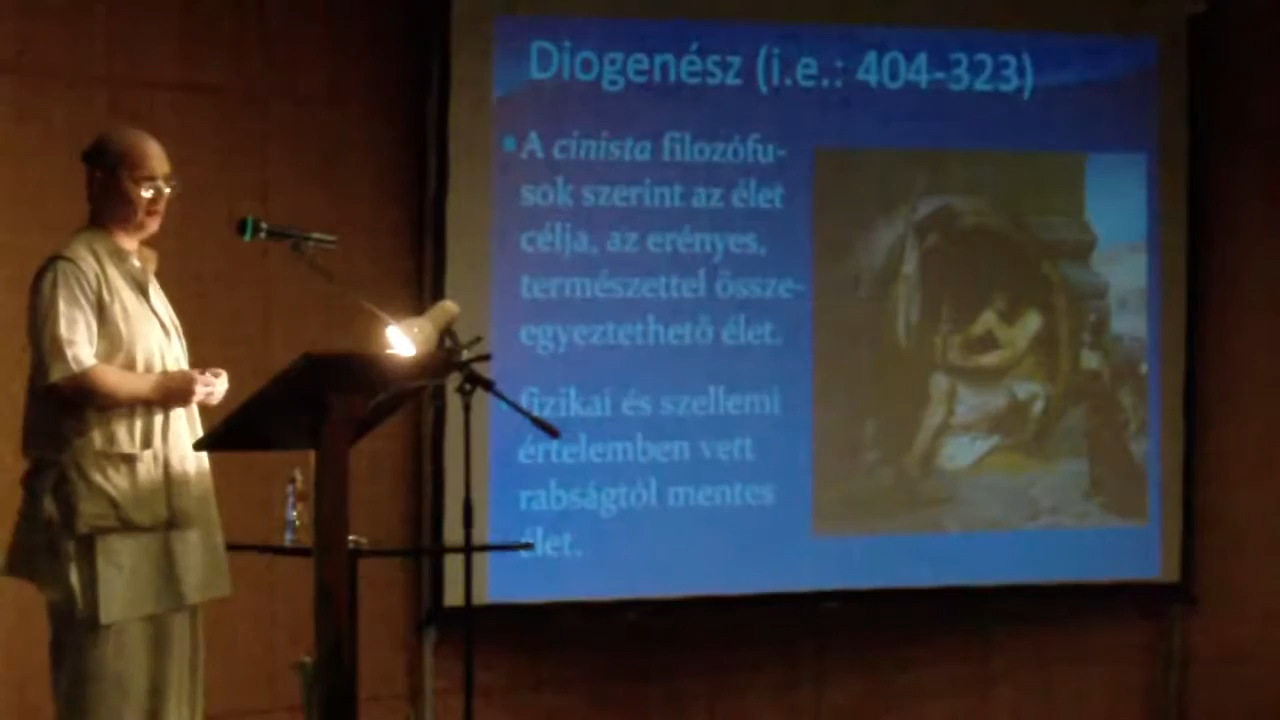 Diogenész (i.e.: 404-323)
A cinista filozófu-
sok szerint az élet
célja, az erényes,
természettel össze-
egyeztethető élet.
fizikai és szellemi
értelemben vett
rabságtól mentes
élet.